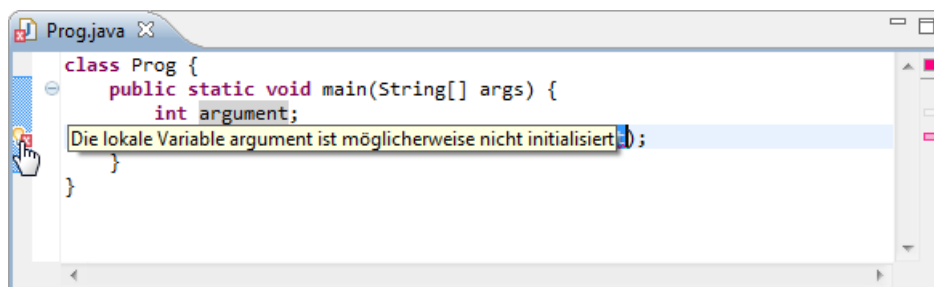 Prog.java
class Prog {
public static void main(String[] args) {
int argument;
Die lokale Variable argument ist möglicherweise nicht initialisiert t);
}
}